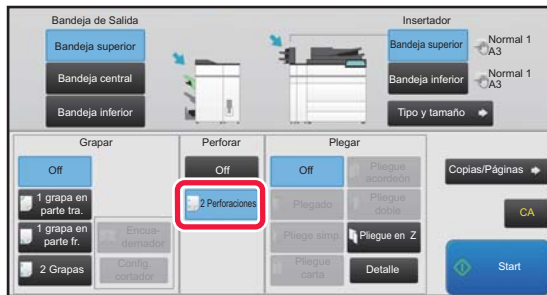 Bandeja de Salida
Bandeja superior
Bandeja central
Bandeja inferior
Insertador
Bandeja superior
Normal 1
A3
Bandeja inferior
Normal 1
A3
Tipo y tamaño
Grapar
Off
1 grapa en
parte tra.
1 grapa en
parte fr.
2 Grapas
Encua-
dernador
Config.
cortador
Perforar
Off
2 Perforaciones
Plegar
Off
Pliegue
acordeón
Plegado
Pliegue
doble
Pliege simp.
Pliegue en Z
Pliegue
carta
Detalle
Copias/Páginas
CA
Start